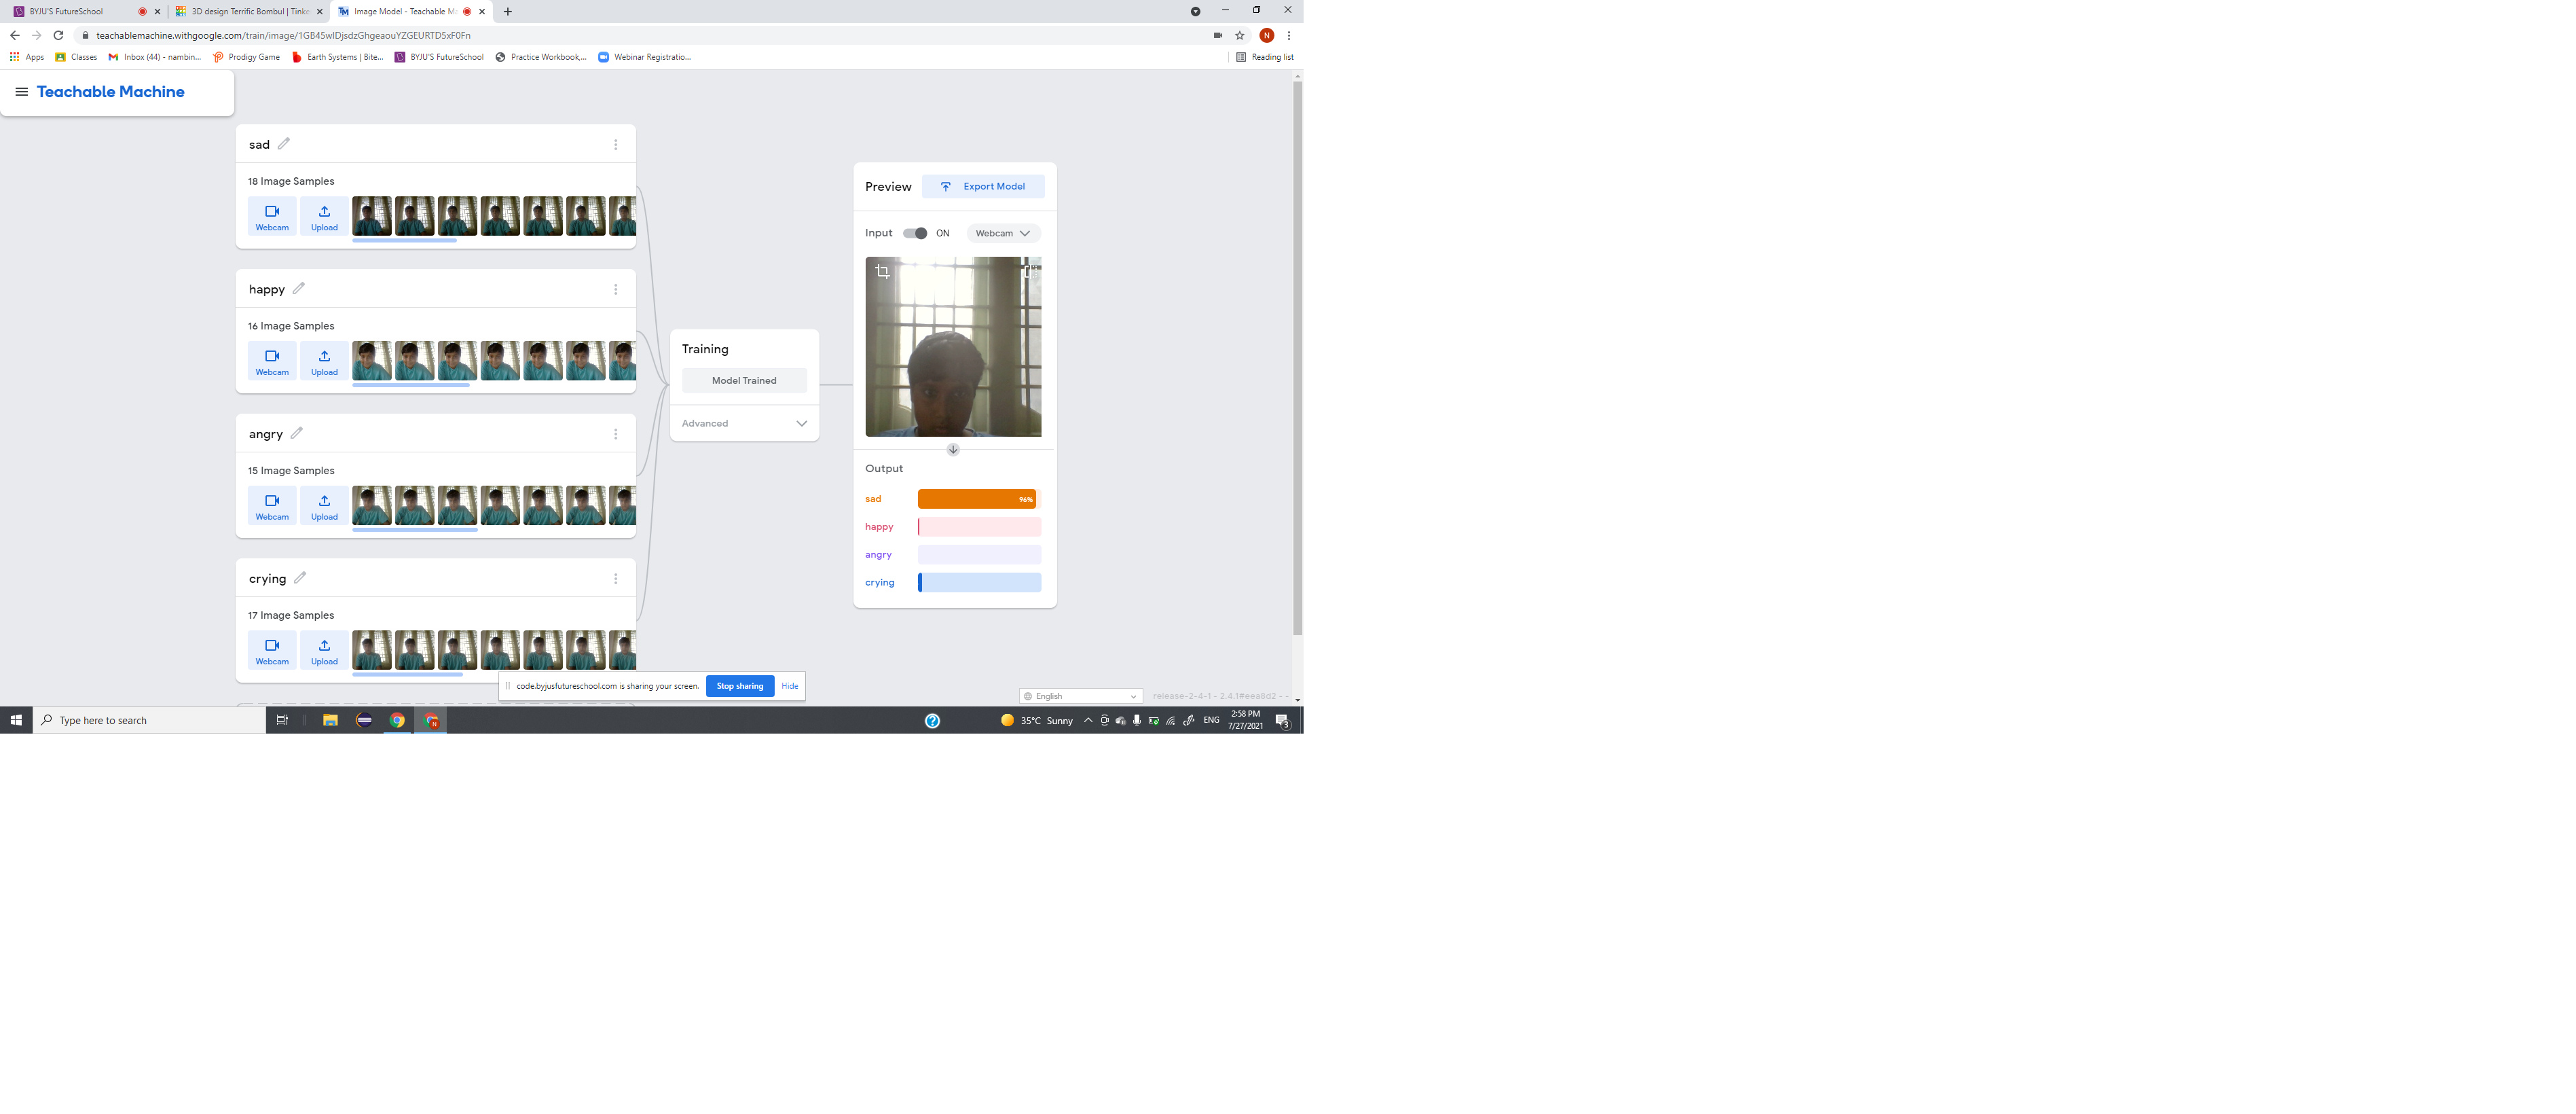 BYJU'S FutureSchool
3D design Terrific Bombul | Tinke
Image Model - Teachable Ma
teachablemachine.withgoogle.com/train/image/1GB45wIDjsdzGhgeaouYZGEURTD5xF0Fn
N
Apps
Classes
Inbox (44) - nambin...
Prodigy Game
Earth Systems | Bite...
BYJU'S FutureSchool
Practice Workbook,...
Webinar Registratio...
Reading list
Teachable Machine
sad
18 Image Samples
Webcam
Upload
happy
16 Image Samples
Webcam
Upload
angry
15 Image Samples
Webcam
Upload
crying
17 Image Samples
Webcam
Upload
Training
Model Trained
Advanced
Preview
Export Model
Input
ON
Webcam
Output
sad
96%
happy
angry
crying
code.byjusfutureschool.com is sharing your screen.
Stop sharing
Hide
English
release-2-4-1 - 2.4.1#eea8d2 - -
Type here to search
35°C Sunny
ENG
2:58 PM
7/27/2021
3